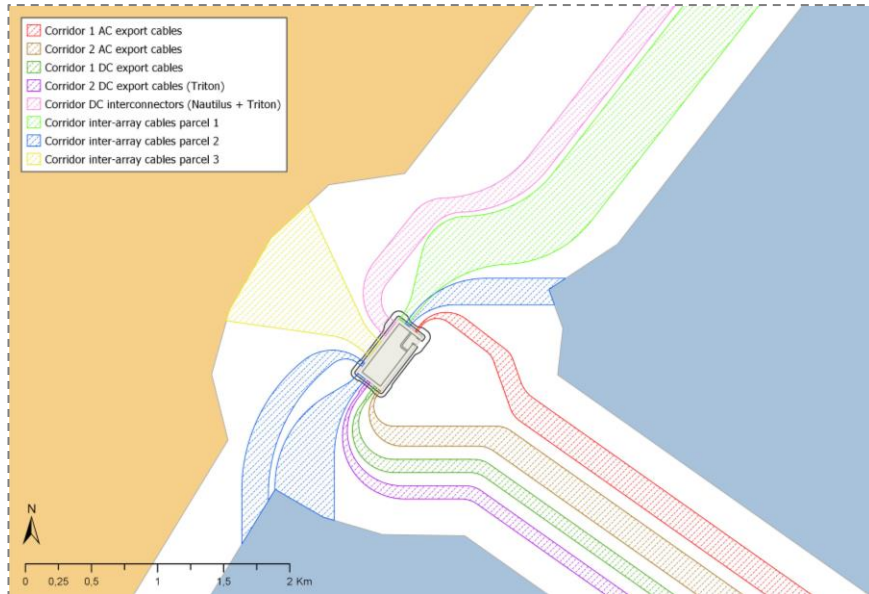 Corridor 1 AC export cables
Corridor 2 AC export cables
Corridor 1 DC export cables
Corridor 2 DC export cables (Triton)
Corridor DC interconnectors (Nautilus + Triton)
Corridor inter-array cables parcel 1
Corridor inter-array cables parcel 2
Corridor inter-array cables parcel 3
N
0 0,25 0,5 1 1,5 2 Km